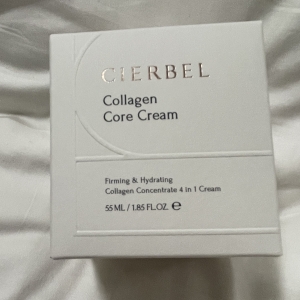 CIERBEL
Collagen
Core Cream
Firming & Hydrating
Collagen Concentrate 4 in 1 Cream
55 ML / 1.85 FL.OZ. ℮